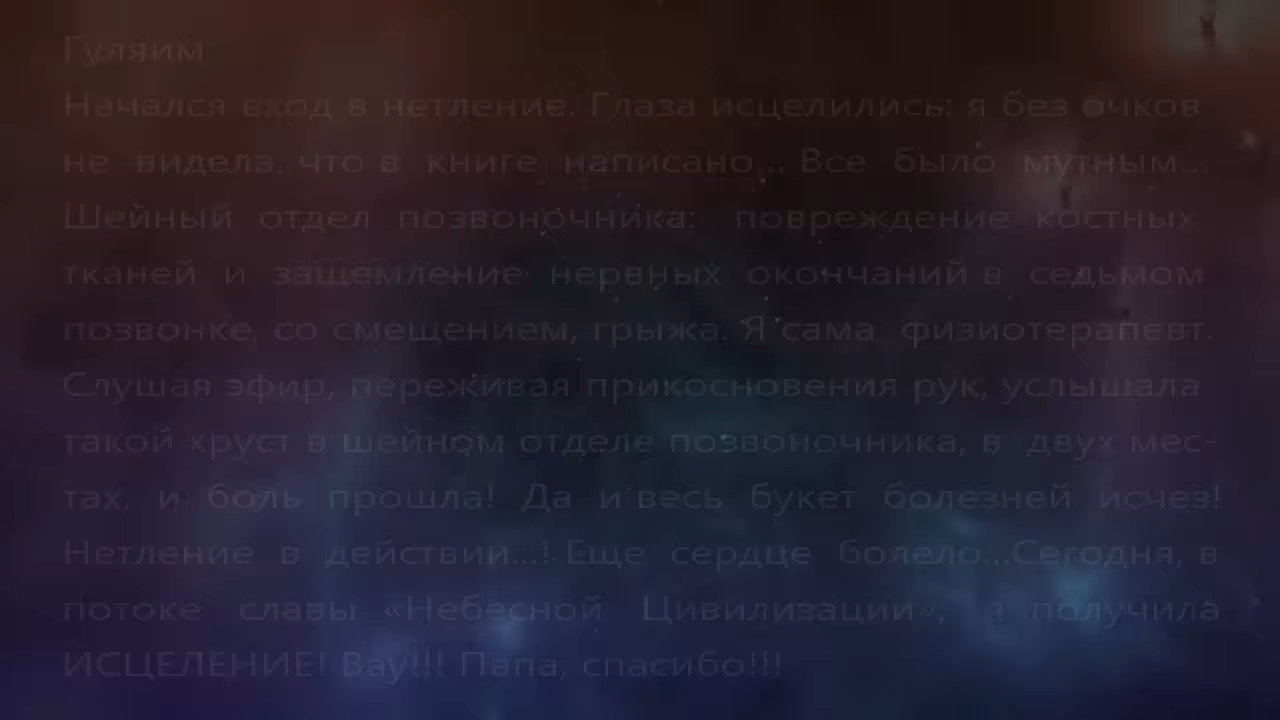 Гуляим
Начался вход в нетление. Глаза исцелились; я без очков
не видела, что в книге написано... Все было мутным...
Шейный отдел позвоночника: повреждение костных
тканей и защемление нервных окончаний в седьмом
позвонке, со смещением, грыжа. Я сама физиотерапевт.
Слушая эфир, переживая прикосновения рук, услышала
такой хруст в шейном отделе позвоночника, в двух мес-
тах, и боль прошла! Да и весь букет болезней исчез!
Нетление в действии...! Еще сердце болело...Сегодня, в
потоке славы «Небесной Цивилизации», я получила
ИСЦЕЛЕНИЕ! Вау!!! Папа, спасибо!!!